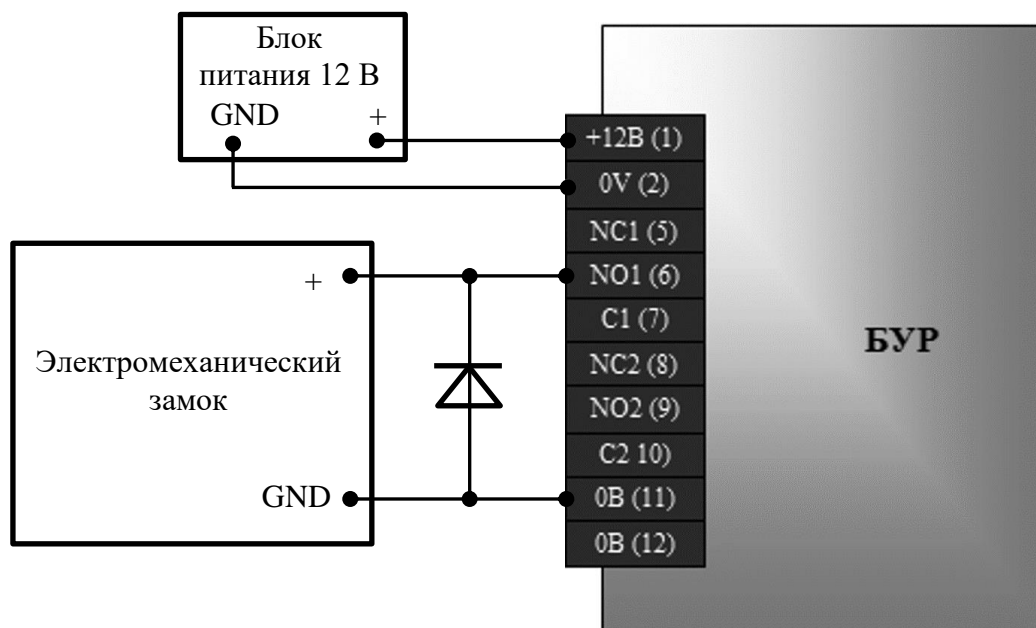 Блок
питания 12 В
GND +
+12В (1)
0V (2)
NC1 (5)
NO1 (6)
C1 (7)
NC2 (8)
NO2 (9)
C2 10)
0В (11)
0В (12)
+
Электромеханический
замок
GND
БУР